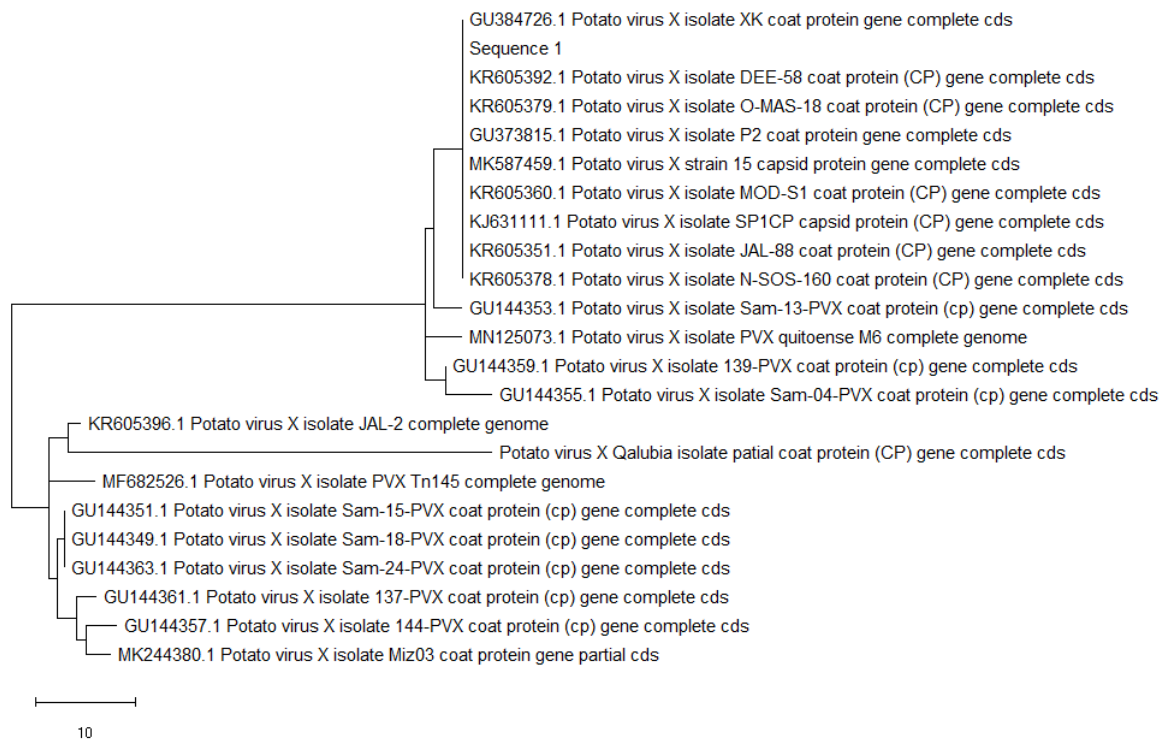 GU384726.1 Potato virus X isolate XK coat protein gene complete cds
Sequence 1
KR605392.1 Potato virus X isolate DEE-58 coat protein (CP) gene complete cds
KR605379.1 Potato virus X isolate O-MAS-18 coat protein (CP) gene complete cds
GU373815.1 Potato virus X isolate P2 coat protein gene complete cds
MK587459.1 Potato virus X strain 15 capsid protein gene complete cds
KR605360.1 Potato virus X isolate MOD-S1 coat protein (CP) gene complete cds
KJ631111.1 Potato virus X isolate SP1CP capsid protein (CP) gene complete cds
KR605351.1 Potato virus X isolate JAL-88 coat protein (CP) gene complete cds
KR605378.1 Potato virus X isolate N-SOS-160 coat protein (CP) gene complete cds
GU144353.1 Potato virus X isolate Sam-13-PVX coat protein (cp) gene complete cds
MN125073.1 Potato virus X isolate PVX quitoense M6 complete genome
GU144359.1 Potato virus X isolate 139-PVX coat protein (cp) gene complete cds
GU144355.1 Potato virus X isolate Sam-04-PVX coat protein (cp) gene complete cds
KR605396.1 Potato virus X isolate JAL-2 complete genome
Potato virus X Qalubia isolate patial coat protein (CP) gene complete cds
MF682526.1 Potato virus X isolate PVX Tn145 complete genome
GU144351.1 Potato virus X isolate Sam-15-PVX coat protein (cp) gene complete cds
GU144349.1 Potato virus X isolate Sam-18-PVX coat protein (cp) gene complete cds
GU144363.1 Potato virus X isolate Sam-24-PVX coat protein (cp) gene complete cds
GU144361.1 Potato virus X isolate 137-PVX coat protein (cp) gene complete cds
GU144357.1 Potato virus X isolate 144-PVX coat protein (cp) gene complete cds
MK244380.1 Potato virus X isolate Miz03 coat protein gene partial cds
10